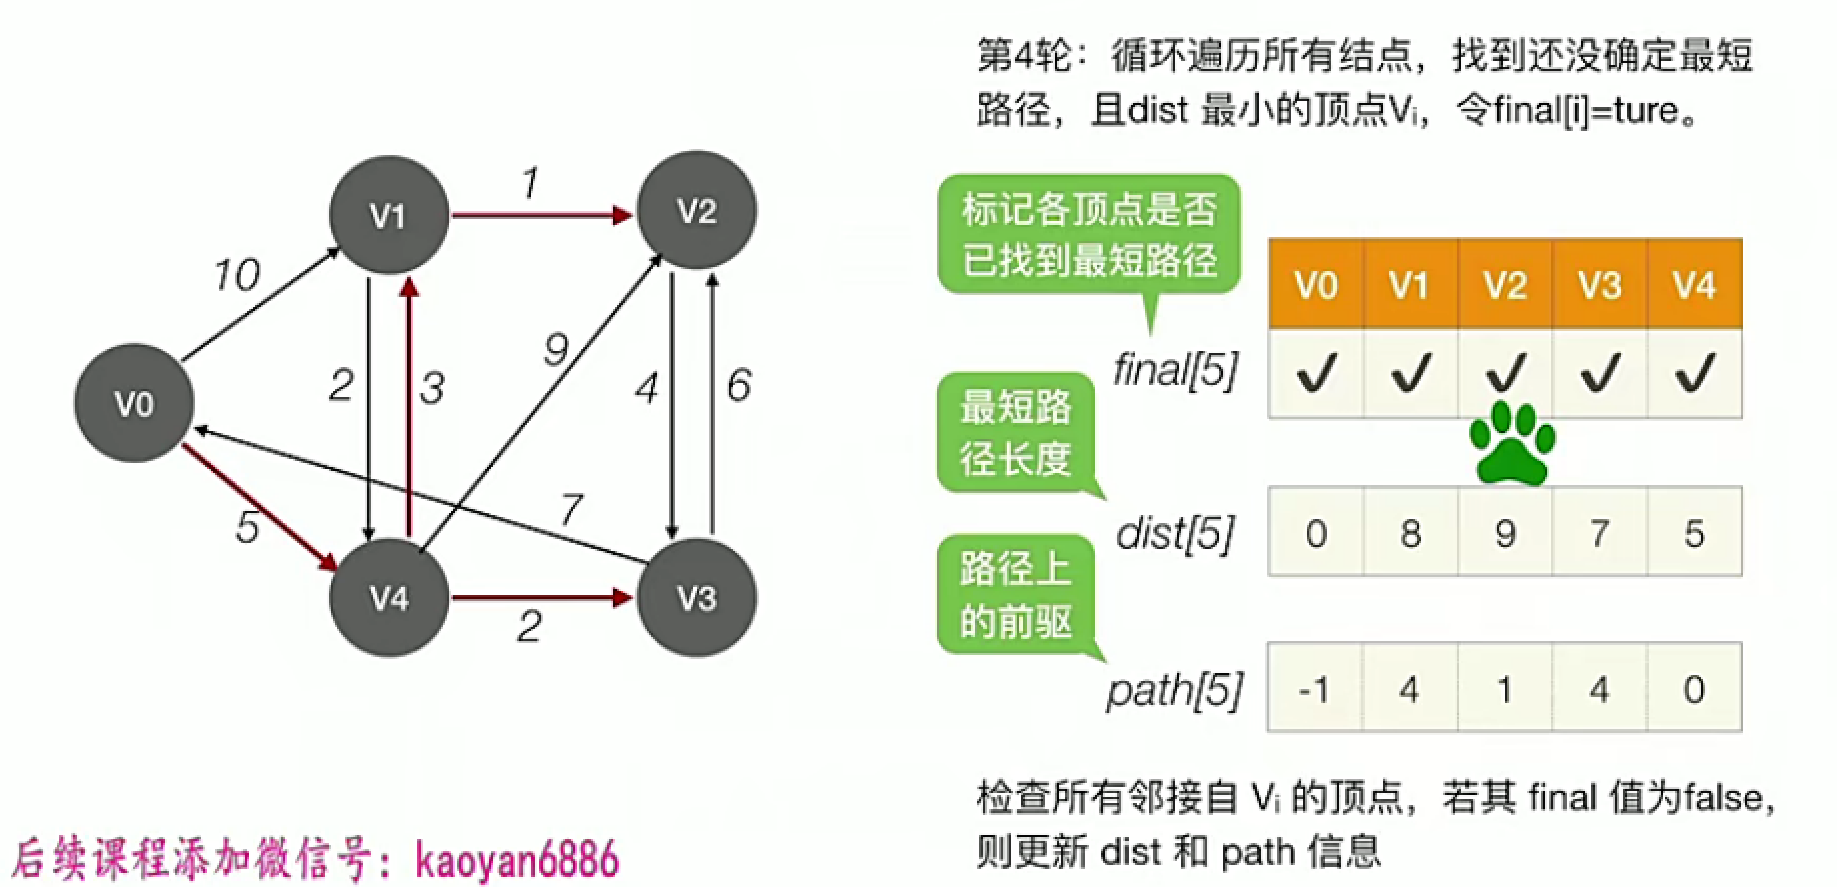 第4轮：循环遍历所有结点，找到还没确定最短
路径，且dist 最小的顶点Vᵢ，令final[i]=ture。
V1
1
V2
10
2
3
9
4
6
V0
7
5
V4
2
V3
标记各顶点是否
已找到最短路径
V0 V1 V2 V3 V4
final[5] ✓ ✓ ✓ ✓ ✓
最短路
径长度
dist[5] 0 8 9 7 5
路径上
的前驱
path[5] -1 4 1 4 0
检查所有邻接自 Vᵢ 的顶点，若其 final 值为false，
则更新 dist 和 path 信息
后续课程添加微信号：kaoyan6886